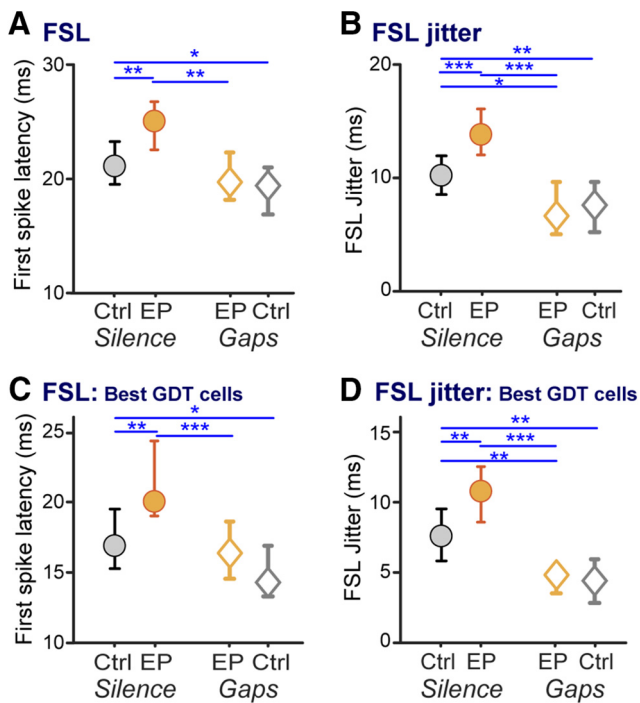 A FSL
First spike latency (ms)
30
20
10
*
**
**
Ctrl EP EP Ctrl
Silence Gaps
B FSL jitter
FSL Jitter (ms)
20
10
0
**
***
***
*
Ctrl EP EP Ctrl
Silence Gaps
C FSL: Best GDT cells
First spike latency (ms)
25
20
15
10
*
**
***
Ctrl EP EP Ctrl
Silence Gaps
D FSL jitter: Best GDT cells
FSL Jitter (ms)
15
10
5
0
**
**
***
**
Ctrl EP EP Ctrl
Silence Gaps